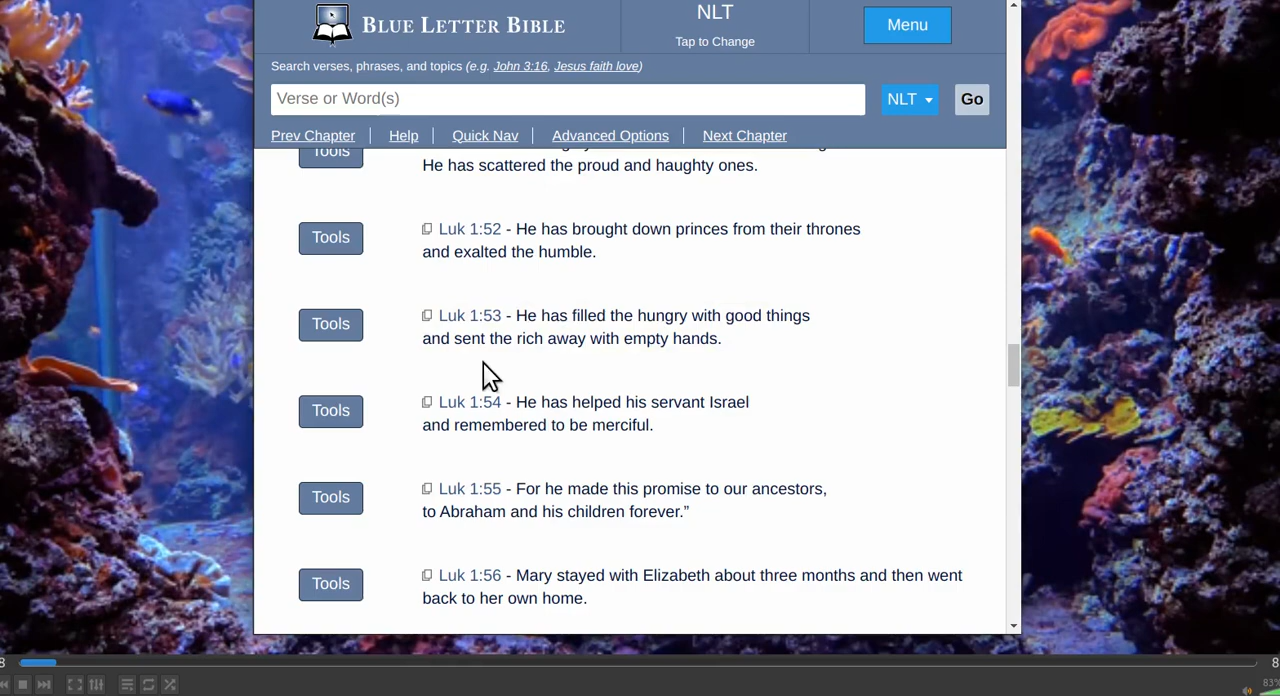 BLUE LETTER BIBLE
NLT
Tap to Change
Menu
Search verses, phrases, and topics (e.g. John 3:16, Jesus faith love)
Verse or Word(s)
NLT
Go
Prev Chapter
Help
Quick Nav
Advanced Options
Next Chapter
Tools
He has scattered the proud and haughty ones.
Tools
Luk 1:52 - He has brought down princes from their thrones
and exalted the humble.
Tools
Luk 1:53 - He has filled the hungry with good things
and sent the rich away with empty hands.
Tools
Luk 1:54 - He has helped his servant Israel
and remembered to be merciful.
Tools
Luk 1:55 - For he made this promise to our ancestors,
to Abraham and his children forever.”
Tools
Luk 1:56 - Mary stayed with Elizabeth about three months and then went
back to her own home.
8
8
83%